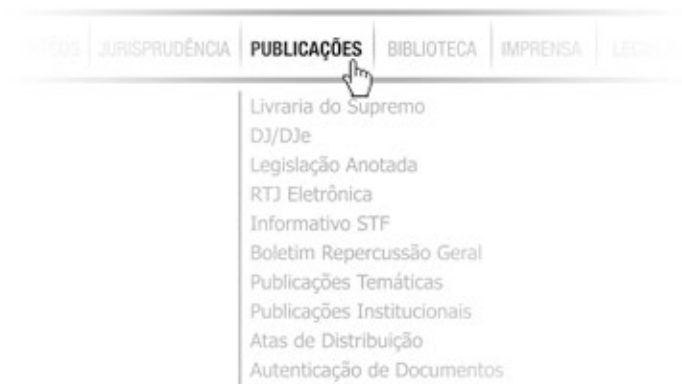 JURISPRUDÊNCIA PUBLICAÇÕES BIBLIOTECA IMPRENSA
Livraria do Supremo
DJ/DJe
Legislação Anotada
RTJ Eletrônica
Informativo STF
Boletim Repercussão Geral
Publicações Temáticas
Publicações Institucionais
Atas de Distribuição
Autenticação de Documentos